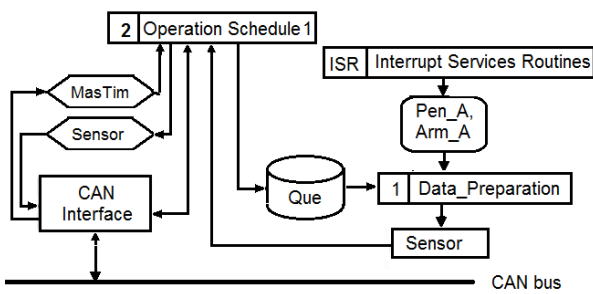 2 Operation Schedule 1
ISR Interrupt Services Routines
MasTim
Pen_A,
Arm_A
Sensor
CAN
Interface
Que
1 Data_Preparation
Sensor
CAN bus